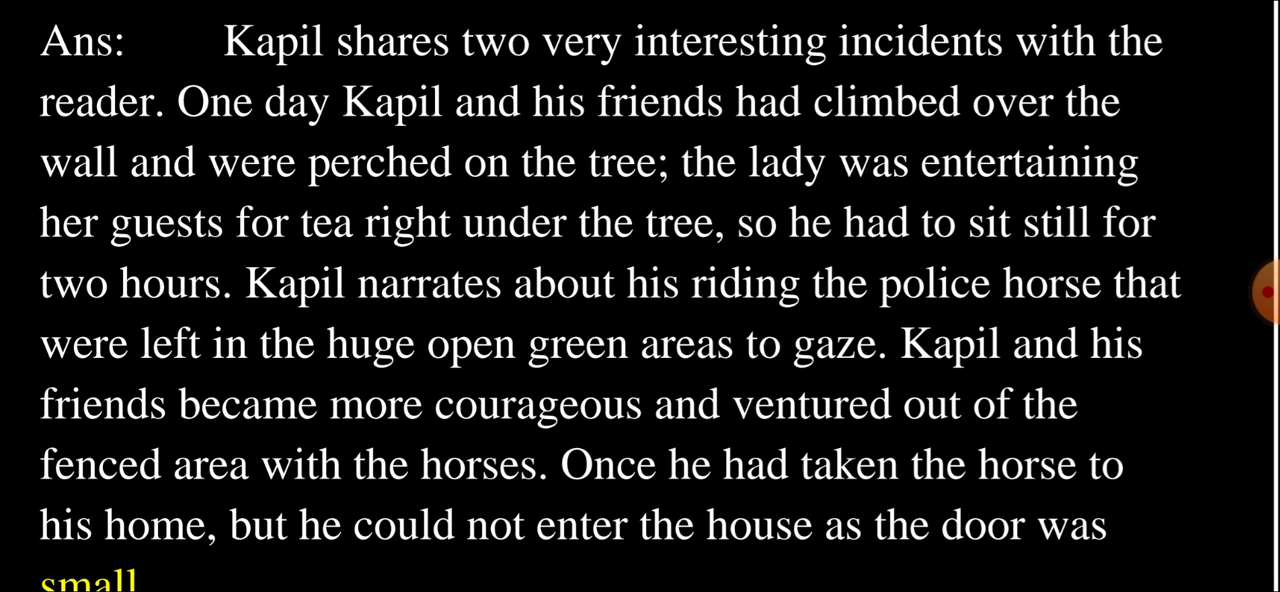 Ans: Kapil shares two very interesting incidents with the
reader. One day Kapil and his friends had climbed over the
wall and were perched on the tree; the lady was entertaining
her guests for tea right under the tree, so he had to sit still for
two hours. Kapil narrates about his riding the police horse that
were left in the huge open green areas to gaze. Kapil and his
friends became more courageous and ventured out of the
fenced area with the horses. Once he had taken the horse to
his home, but he could not enter the house as the door was
small